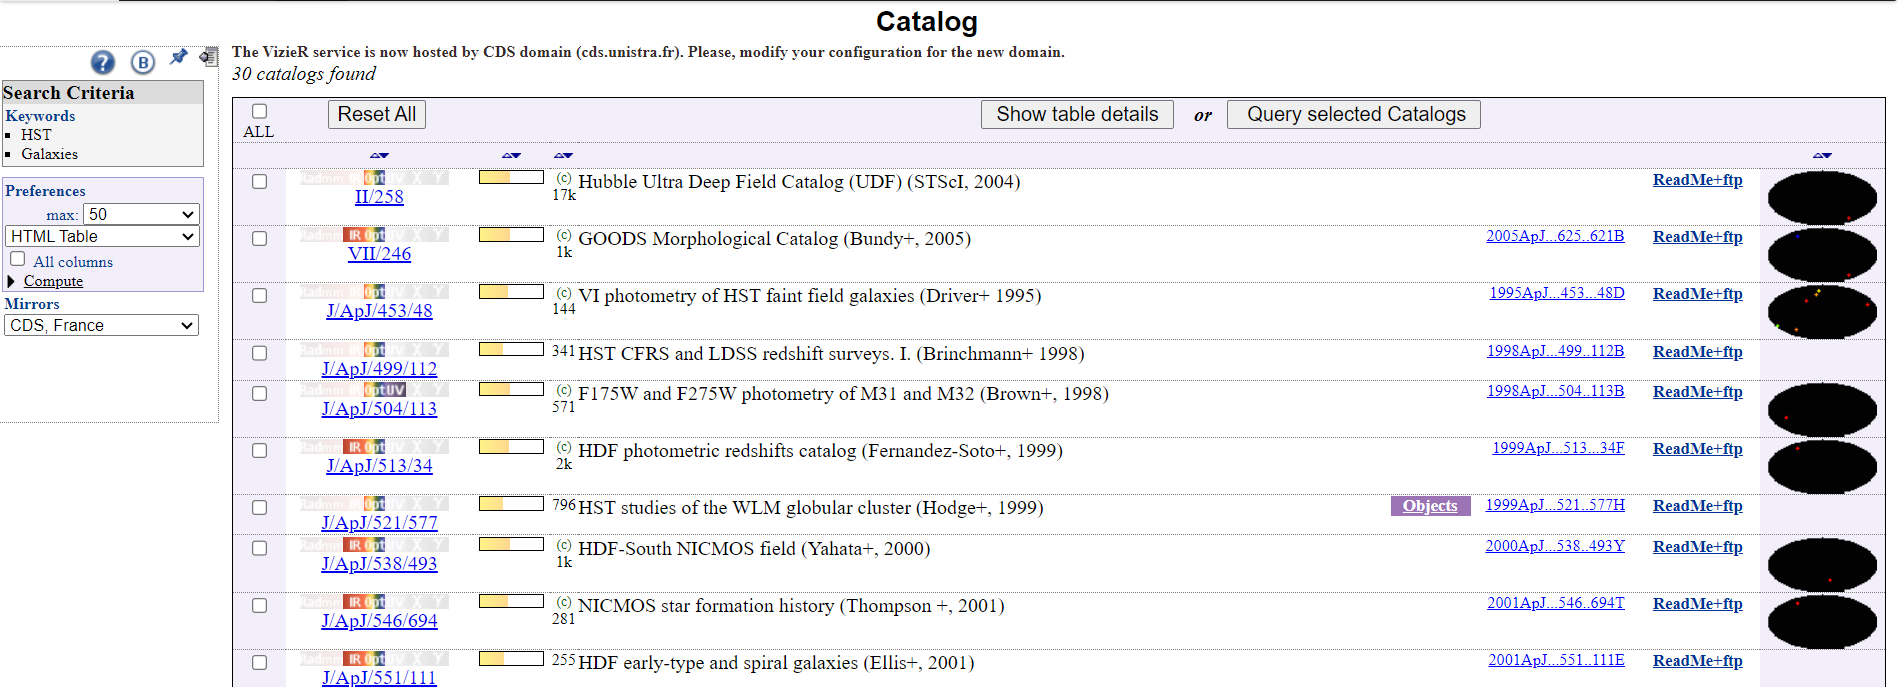 Catalog
The VizieR service is now hosted by CDS domain (cds.unistra.fr). Please, modify your configuration for the new domain.
30 catalogs found
B
Search Criteria
Keywords
HST
Galaxies
Preferences
max: 50
HTML Table
All columns
Compute
Mirrors
CDS, France
ALL
Reset All
Show table details or Query selected Catalogs
Radmm IR Opt UV X Y
II/258 (c) 17k Hubble Ultra Deep Field Catalog (UDF) (STScI, 2004) ReadMe+ftp
Radmm IR Opt UV X Y
VII/246 (c) 1k GOODS Morphological Catalog (Bundy+, 2005) 2005ApJ...625..621B ReadMe+ftp
Radmm IR Opt UV X Y
J/ApJ/453/48 (c) 144 VI photometry of HST faint field galaxies (Driver+ 1995) 1995ApJ...453...48D ReadMe+ftp
Radmm IR Opt UV X Y
J/ApJ/499/112 341 HST CFRS and LDSS redshift surveys. I. (Brinchmann+ 1998) 1998ApJ...499..112B ReadMe+ftp
Radmm IR Opt UV X Y
J/ApJ/504/113 (c) 571 F175W and F275W photometry of M31 and M32 (Brown+, 1998) 1998ApJ...504..113B ReadMe+ftp
Radmm IR Opt UV X Y
J/ApJ/513/34 (c) 2k HDF photometric redshifts catalog (Fernandez-Soto+, 1999) 1999ApJ...513...34F ReadMe+ftp
Radmm IR Opt UV X Y
J/ApJ/521/577 796 HST studies of the WLM globular cluster (Hodge+, 1999) Objects 1999ApJ...521..577H ReadMe+ftp
Radmm IR Opt UV X Y
J/ApJ/538/493 (c) 1k HDF-South NICMOS field (Yahata+, 2000) 2000ApJ...538..493Y ReadMe+ftp
Radmm IR Opt UV X Y
J/ApJ/546/694 (c) 281 NICMOS star formation history (Thompson +, 2001) 2001ApJ...546..694T ReadMe+ftp
Radmm IR Opt UV X Y
J/ApJ/551/111 255 HDF early-type and spiral galaxies (Ellis+, 2001) 2001ApJ...551..111E ReadMe+ftp